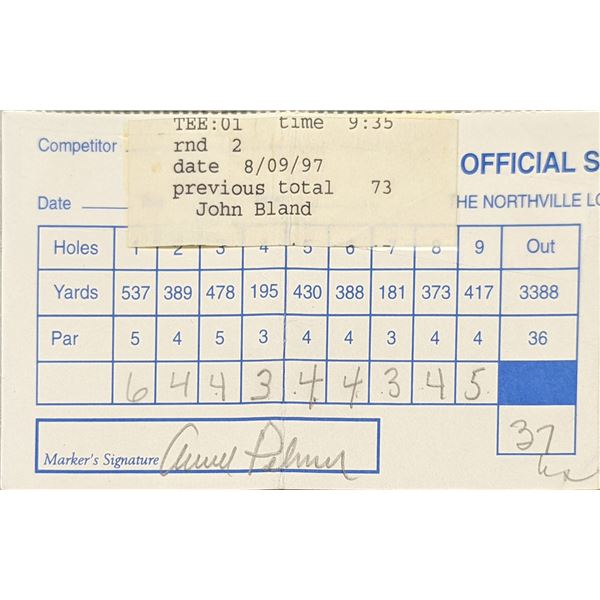 TEE:01 time 9:35
rnd 2
Competitor
date 8/09/97
OFFICIAL S
previous total 73
Date
HE NORTHVILLE LO
John Bland
Holes 1 2 3 4 5 6 7 8 9 Out
Yards 537 389 478 195 430 388 181 373 417 3388
Par 5 4 5 3 4 4 3 4 4 36
6 4 4 3 4 4 3 4 5
37
Marker's Signature Arnold Palmer